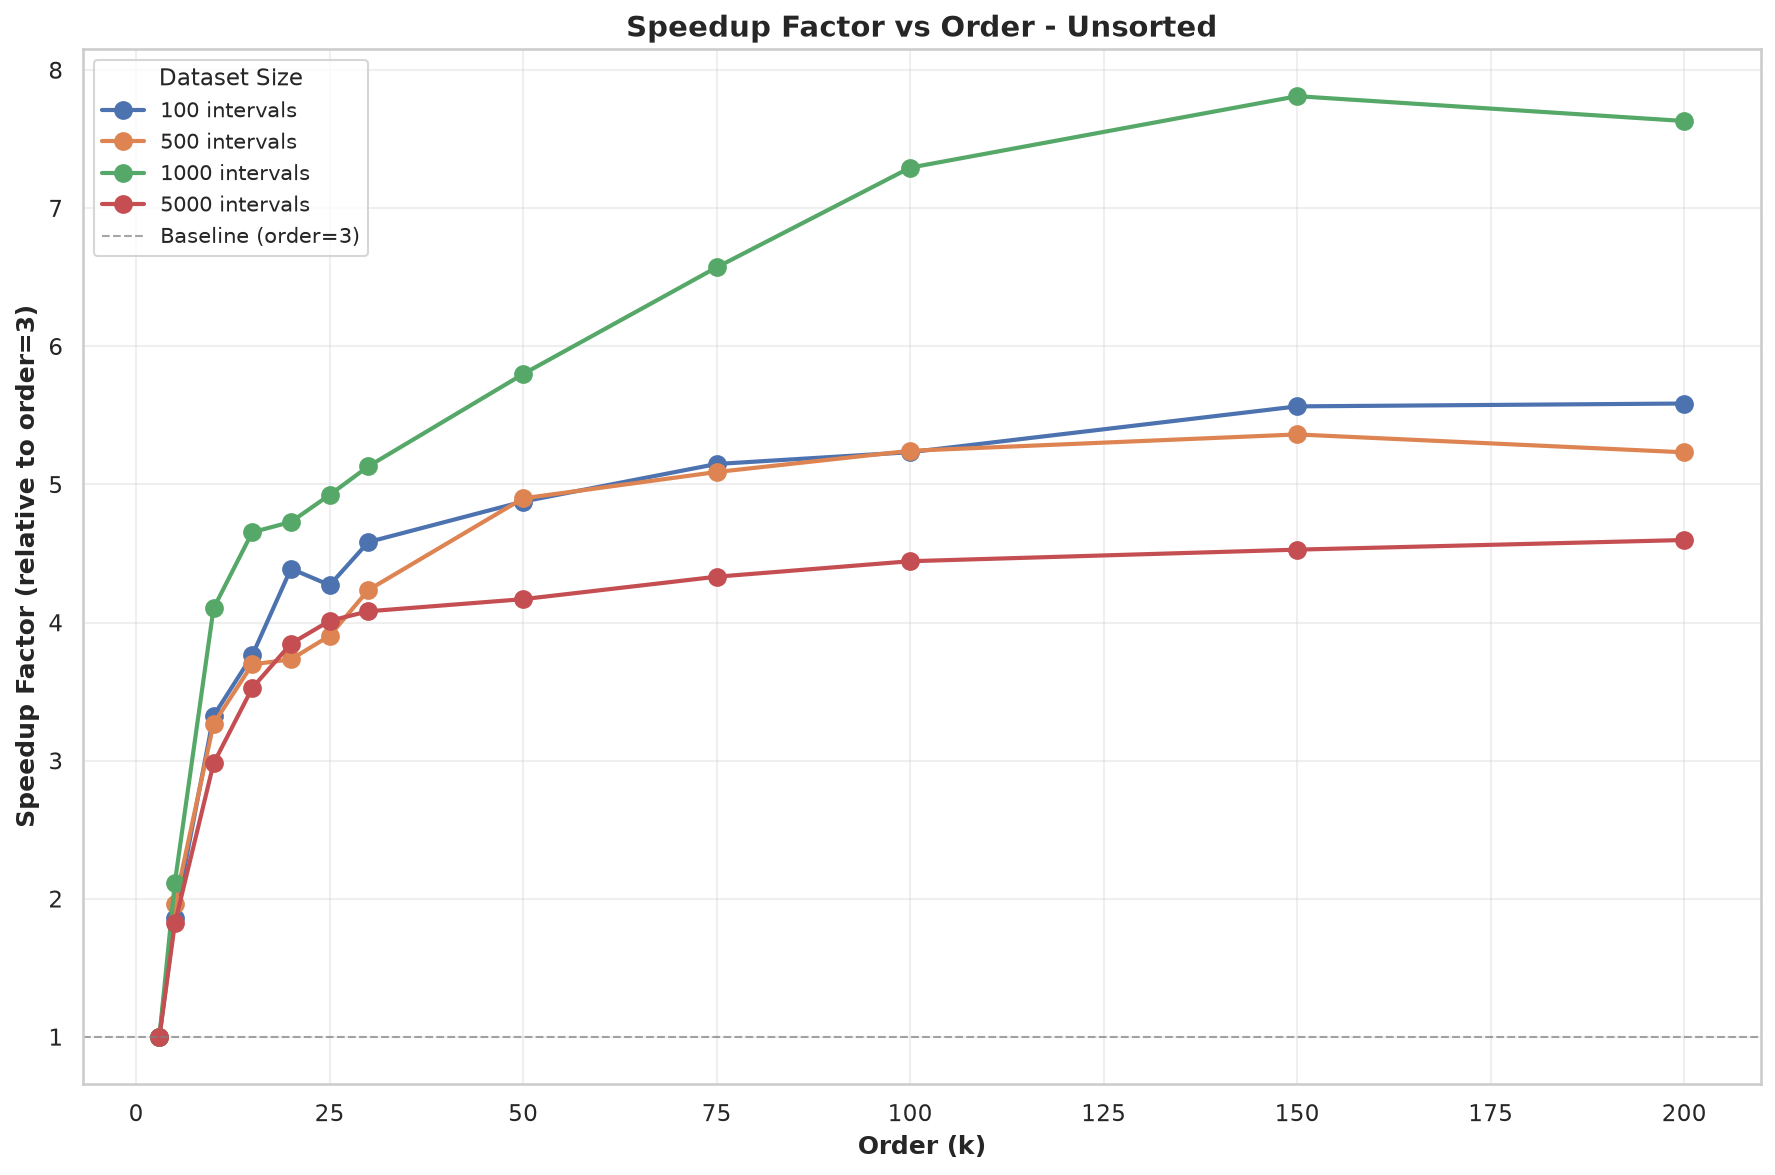 Speedup Factor vs Order - Unsorted
Dataset Size
100 intervals
500 intervals
1000 intervals
5000 intervals
Baseline (order=3)
Speedup Factor (relative to order=3)
8
7
6
5
4
3
2
1
0 25 50 75 100 125 150 175 200
Order (k)